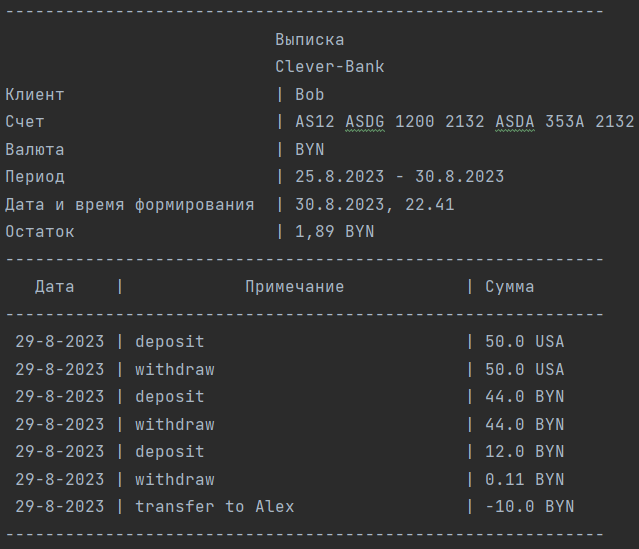 ------------------------------------------------------------
Выписка
Clever-Bank
Клиент | Bob
Счет | AS12 ASDG 1200 2132 ASDA 353A 2132
Валюта | BYN
Период | 25.8.2023 - 30.8.2023
Дата и время формирования | 30.8.2023, 22.41
Остаток | 1,89 BYN
------------------------------------------------------------
Дата | Примечание | Сумма
------------------------------------------------------------
29-8-2023 | deposit | 50.0 USA
29-8-2023 | withdraw | 50.0 USA
29-8-2023 | deposit | 44.0 BYN
29-8-2023 | withdraw | 44.0 BYN
29-8-2023 | deposit | 12.0 BYN
29-8-2023 | withdraw | 0.11 BYN
29-8-2023 | transfer to Alex | -10.0 BYN
------------------------------------------------------------